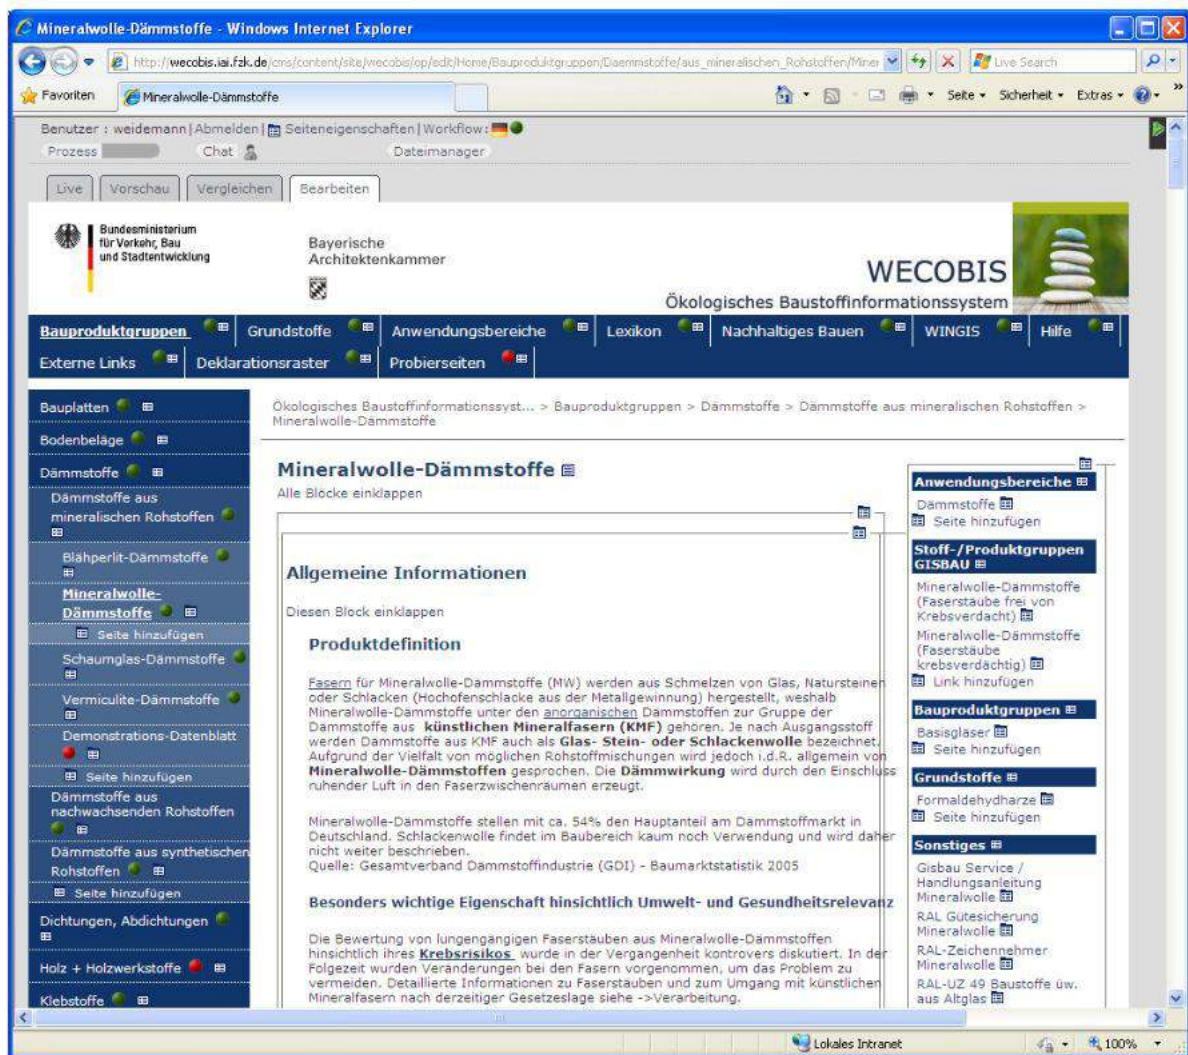 Mineralwolle-Dämmstoffe - Windows Internet Explorer
http://wecobis.iai.fzk.de/cms/content/site/wecobis/op/edit/Home/Bauproduktgruppen/Daemmstoffe/aus_mineralischen_Rohstoffen/Miner
Live Search
Favoriten
Mineralwolle-Dämmstoffe
Seite
Sicherheit
Extras
Benutzer : weidemann|Abmelden| Seiteneigenschaften|Workflow:
Prozess
Chat
Dateimanager
Live
Vorschau
Vergleichen
Bearbeiten
Bundesministerium
für Verkehr, Bau
und Stadtentwicklung
Bayerische
Architektenkammer
WECOBIS
Ökologisches Baustoffinformationssystem
Bauproduktgruppen
Grundstoffe
Anwendungsbereiche
Lexikon
Nachhaltiges Bauen
WINGIS
Hilfe
Externe Links
Deklarationsraster
Probierseiten
Bauplatten
Bodenbeläge
Dämmstoffe
Dämmstoffe aus
mineralischen Rohstoffen
Blähperlit-Dämmstoffe
Mineralwolle-
Dämmstoffe
Seite hinzufügen
Schaumglas-Dämmstoffe
Vermiculite-Dämmstoffe
Demonstrations-Datenblatt
Seite hinzufügen
Dämmstoffe aus
nachwachsenden Rohstoffen
Dämmstoffe aus synthetischen
Rohstoffen
Seite hinzufügen
Dichtungen, Abdichtungen
Holz + Holzwerkstoffe
Klebstoffe
Ökologisches Baustoffinformationssyst... > Bauproduktgruppen > Dämmstoffe > Dämmstoffe aus mineralischen Rohstoffen >
Mineralwolle-Dämmstoffe
Mineralwolle-Dämmstoffe
Alle Blöcke einklappen
Allgemeine Informationen
Diesen Block einklappen
Produktdefinition
Fasern für Mineralwolle-Dämmstoffe (MW) werden aus Schmelzen von Glas, Natursteinen
oder Schlacken (Hochofenschlacke aus der Metallgewinnung) hergestellt, weshalb
Mineralwolle-Dämmstoffe unter den anorganischen Dämmstoffen zur Gruppe der
Dämmstoffe aus künstlichen Mineralfasern (KMF) gehören. Je nach Ausgangsstoff
werden Dämmstoffe aus KMF auch als Glas- Stein- oder Schlackenwolle bezeichnet.
Aufgrund der Vielfalt von möglichen Rohstoffmischungen wird jedoch i.d.R. allgemein von
Mineralwolle-Dämmstoffen gesprochen. Die Dämmwirkung wird durch den Einschluss
ruhender Luft in den Faserzwischenräumen erzeugt.
Mineralwolle-Dämmstoffe stellen mit ca. 54% den Hauptanteil am Dämmstoffmarkt in
Deutschland. Schlackenwolle findet im Baubereich kaum noch Verwendung und wird daher
nicht weiter beschrieben.
Quelle: Gesamtverband Dämmstoffindustrie (GDI) - Baumarktstatistik 2005
Besonders wichtige Eigenschaft hinsichtlich Umwelt- und Gesundheitsrelevanz
Die Bewertung von lungengängigen Faserstäuben aus Mineralwolle-Dämmstoffen
hinsichtlich ihres Krebsrisikos wurde in der Vergangenheit kontrovers diskutiert. In der
Folgezeit wurden Veränderungen bei den Fasern vorgenommen, um das Problem zu
vermeiden. Detaillierte Informationen zu Faserstäuben und zum Umgang mit künstlichen
Mineralfasern nach derzeitiger Gesetzeslage siehe ->Verarbeitung.
Anwendungsbereiche
Dämmstoffe
Seite hinzufügen
Stoff-/Produktgruppen
GISBAU
Mineralwolle-Dämmstoffe
(Faserstäube frei von
Krebsverdacht)
Mineralwolle-Dämmstoffe
(Faserstäube
krebsverdächtig)
Link hinzufügen
Bauproduktgruppen
Basisgläser
Seite hinzufügen
Grundstoffe
Formaldehydharze
Seite hinzufügen
Sonstiges
Gisbau Service /
Handlungsanleitung
Mineralwolle
RAL Gütesicherung
Mineralwolle
RAL-Zeichennehmer
Mineralwolle
RAL-UZ 49 Baustoffe üw.
aus Altglas
Lokales Intranet
100%